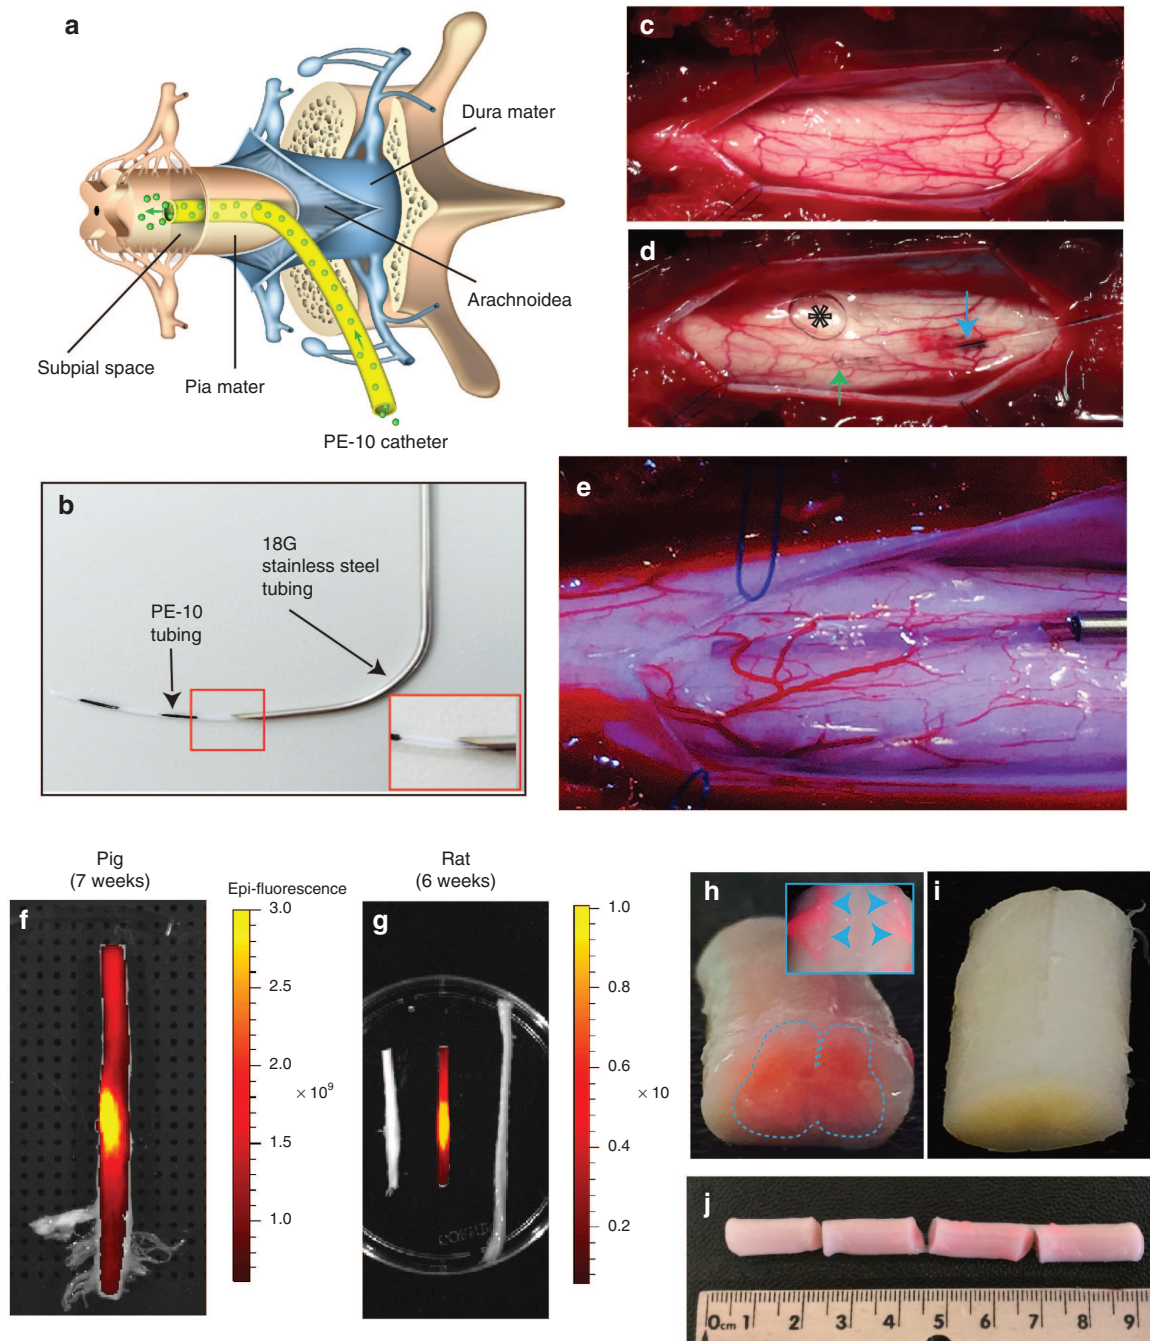 a
Dura mater
Arachnoidea
Subpial space
Pia mater
PE-10 catheter
b
18G
stainless steel
tubing
PE-10
tubing
c
d
*
e
Pig
(7 weeks)
Epi-fluorescence
f
3.0
2.5
2.0
× 10⁹
1.5
1.0
Rat
(6 weeks)
g
1.0
0.8
0.6
× 10
0.4
0.2
h
i
j
0cm 1 2 3 4 5 6 7 8 9